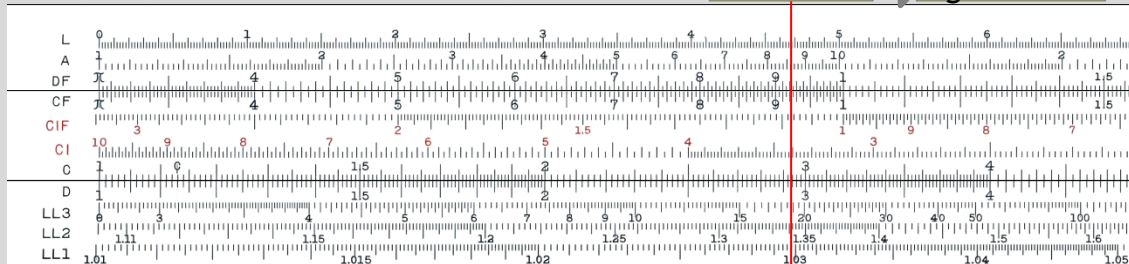 L 0 1 2 3 4 5 6
A 1 2 3 4 5 6 7 8 9 10 2
DF π 4 5 6 7 8 9 1 1.5
CF π 4 5 6 7 8 9 1 1.5
CIF 3 2 1.5 1 9 8 7
CI 10 9 8 7 6 5 4 3
C 1 C 1.5 2 3 4
D 1 1.5 2 3 4
LL3 e 3 4 5 6 7 8 9 10 15 20 30 40 50 100
LL2 1.11 1.15 1.2 1.25 1.3 1.35 1.4 1.5 1.6
LL1 1.01 1.015 1.02 1.03 1.04 1.05